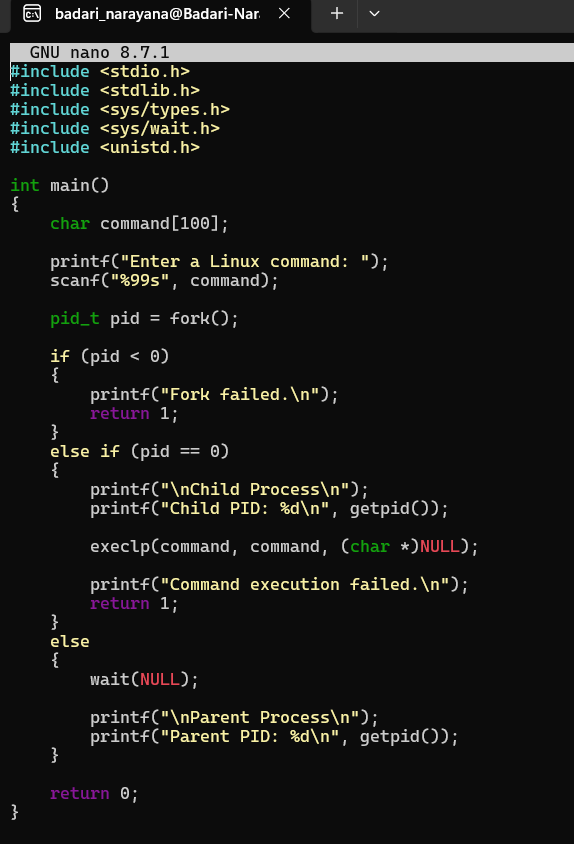 badari_narayana@Badari-Nar
GNU nano 8.7.1
#include <stdio.h>
#include <stdlib.h>
#include <sys/types.h>
#include <sys/wait.h>
#include <unistd.h>
int main()
{
    char command[100];
    printf("Enter a Linux command: ");
    scanf("%99s", command);
    pid_t pid = fork();
    if (pid < 0)
    {
        printf("Fork failed.\n");
        return 1;
    }
    else if (pid == 0)
    {
        printf("\nChild Process\n");
        printf("Child PID: %d\n", getpid());
        execlp(command, command, (char *)NULL);
        printf("Command execution failed.\n");
        return 1;
    }
    else
    {
        wait(NULL);
        printf("\nParent Process\n");
        printf("Parent PID: %d\n", getpid());
    }
    return 0;
}